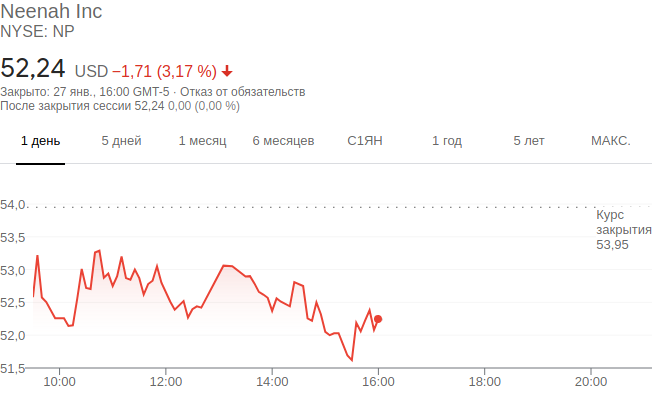 Neenah Inc
NYSE: NP
52,24 USD −1,71 (3,17 %)
Закрыто: 27 янв., 16:00 GMT-5 · Отказ от обязательств
После закрытия сессии 52,24 0,00 (0,00 %)
1 день 5 дней 1 месяц 6 месяцев С1ЯН 1 год 5 лет МАКС.
54,0
Курс
закрытия
53,95
53,5
53,0
52,5
52,0
51,5
10:00 12:00 14:00 16:00 18:00 20:00